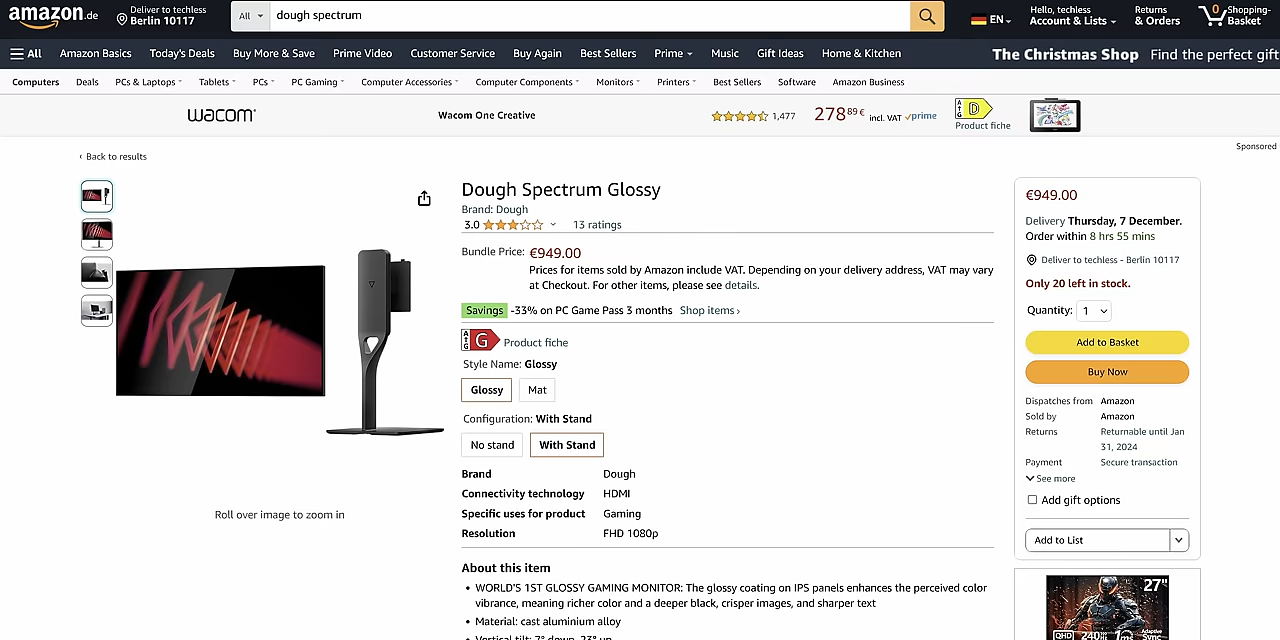 amazon.de
Deliver to techless
Berlin 10117
All
dough spectrum
EN
Hello, techless
Account & Lists
Returns
& Orders
0
Shopping-
Basket
All
Amazon Basics
Today's Deals
Buy More & Save
Prime Video
Customer Service
Buy Again
Best Sellers
Prime
Music
Gift Ideas
Home & Kitchen
The Christmas Shop Find the perfect gift
Computers
Deals
PCs & Laptops
Tablets
PCs
PC Gaming
Computer Accessories
Computer Components
Monitors
Printers
Best Sellers
Software
Amazon Business
wacom
Wacom One Creative
1,477
278 89 € incl. VAT prime
A
G
D
Product fiche
Sponsored
‹ Back to results
Dough Spectrum Glossy
Brand: Dough
3.0
13 ratings
Bundle Price: €949.00
Prices for items sold by Amazon include VAT. Depending on your delivery address, VAT may vary
at Checkout. For other items, please see details.
Savings -33% on PC Game Pass 3 months Shop items ›
A
G
G
Product fiche
Style Name: Glossy
Glossy
Mat
Configuration: With Stand
No stand
With Stand
Brand Dough
Connectivity technology HDMI
Specific uses for product Gaming
Resolution FHD 1080p
About this item
• WORLD'S 1ST GLOSSY GAMING MONITOR: The glossy coating on IPS panels enhances the perceived color
vibrance, meaning richer color and a deeper black, crisper images, and sharper text
• Material: cast aluminium alloy
• Vertical tilt: 7° down, 23° up
Roll over image to zoom in
€949.00
Delivery Thursday, 7 December.
Order within 8 hrs 55 mins
Deliver to techless - Berlin 10117
Only 20 left in stock.
Quantity: 1
Add to Basket
Buy Now
Dispatches from Amazon
Sold by Amazon
Returns Returnable until Jan
31, 2024
Payment Secure transaction
See more
Add gift options
Add to List
27"
QHD 240 1ms Adaptive
Sync